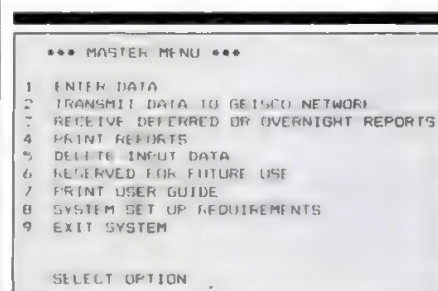 *** MASTER MENU ***
1 ENTER DATA
2 TRANSMIT DATA TO GEISCO NETWORK
3 RECEIVE DEFERRED OR OVERNIGHT REPORTS
4 PRINT REPORTS
5 DELETE INPUT DATA
6 RESERVED FOR FUTURE USE
7 PRINT USER GUIDE
8 SYSTEM SET UP REQUIREMENTS
9 EXIT SYSTEM
SELECT OPTION